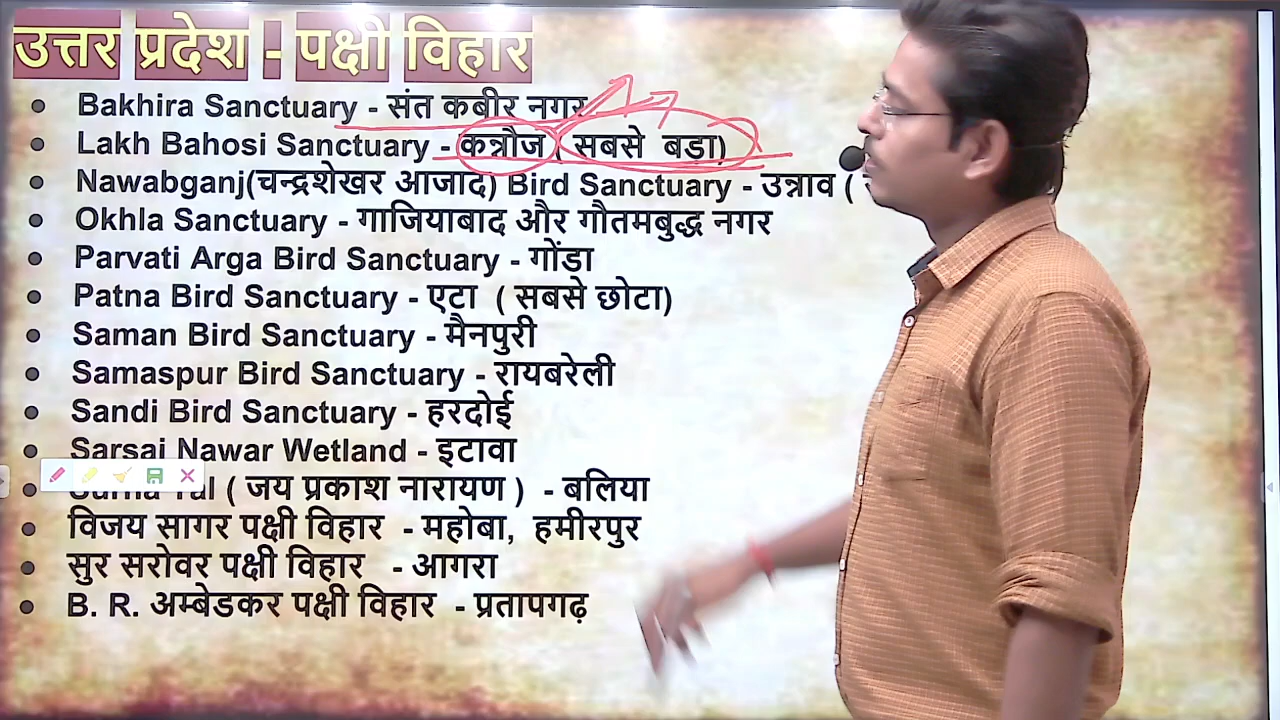 उत्तर प्रदेश - पक्षी विहार
Bakhira Sanctuary - संत कबीर नगर
Lakh Bahosi Sanctuary - कन्नौज ( सबसे बड़ा)
Nawabganj(चन्द्रशेखर आजाद) Bird Sanctuary - उन्नाव (
Okhla Sanctuary - गाजियाबाद और गौतमबुद्ध नगर
Parvati Arga Bird Sanctuary - गोंडा
Patna Bird Sanctuary - एटा ( सबसे छोटा)
Saman Bird Sanctuary - मैनपुरी
Samaspur Bird Sanctuary - रायबरेली
Sandi Bird Sanctuary - हरदोई
Sarsai Nawar Wetland - इटावा
Tal ( जय प्रकाश नारायण ) - बलिया
विजय सागर पक्षी विहार - महोबा, हमीरपुर
सुर सरोवर पक्षी विहार - आगरा
B. R. अम्बेडकर पक्षी विहार - प्रतापगढ़